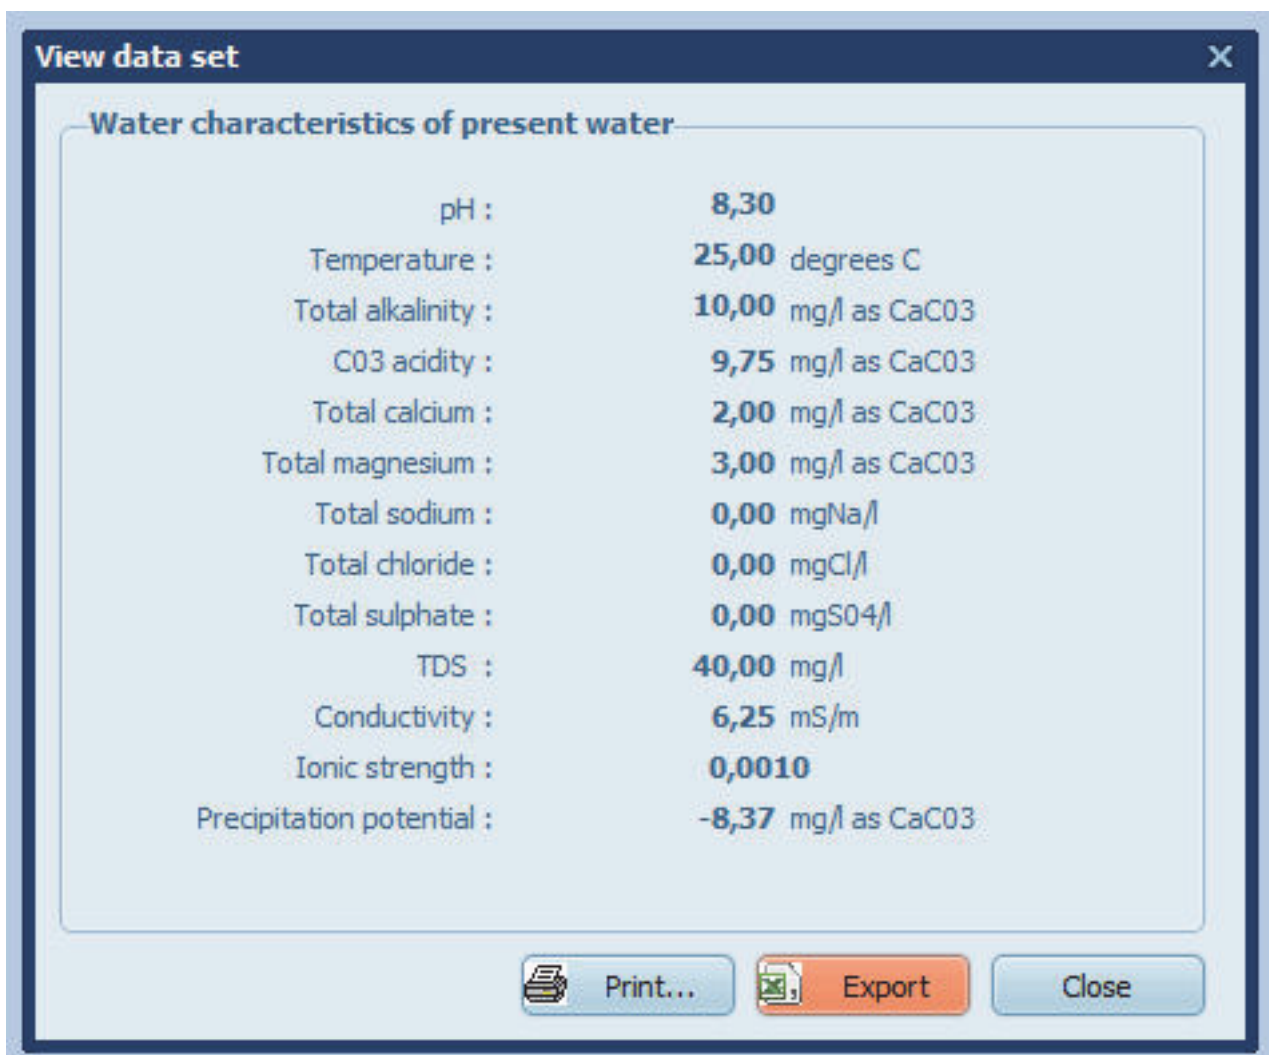 View data set
Water characteristics of present water
pH : 8,30
Temperature : 25,00 degrees C
Total alkalinity : 10,00 mg/l as CaC03
C03 acidity : 9,75 mg/l as CaC03
Total calcium : 2,00 mg/l as CaC03
Total magnesium : 3,00 mg/l as CaC03
Total sodium : 0,00 mgNa/l
Total chloride : 0,00 mgCl/l
Total sulphate : 0,00 mgS04/l
TDS : 40,00 mg/l
Conductivity : 6,25 mS/m
Ionic strength : 0,0010
Precipitation potential : -8,37 mg/l as CaC03
Print... Export Close